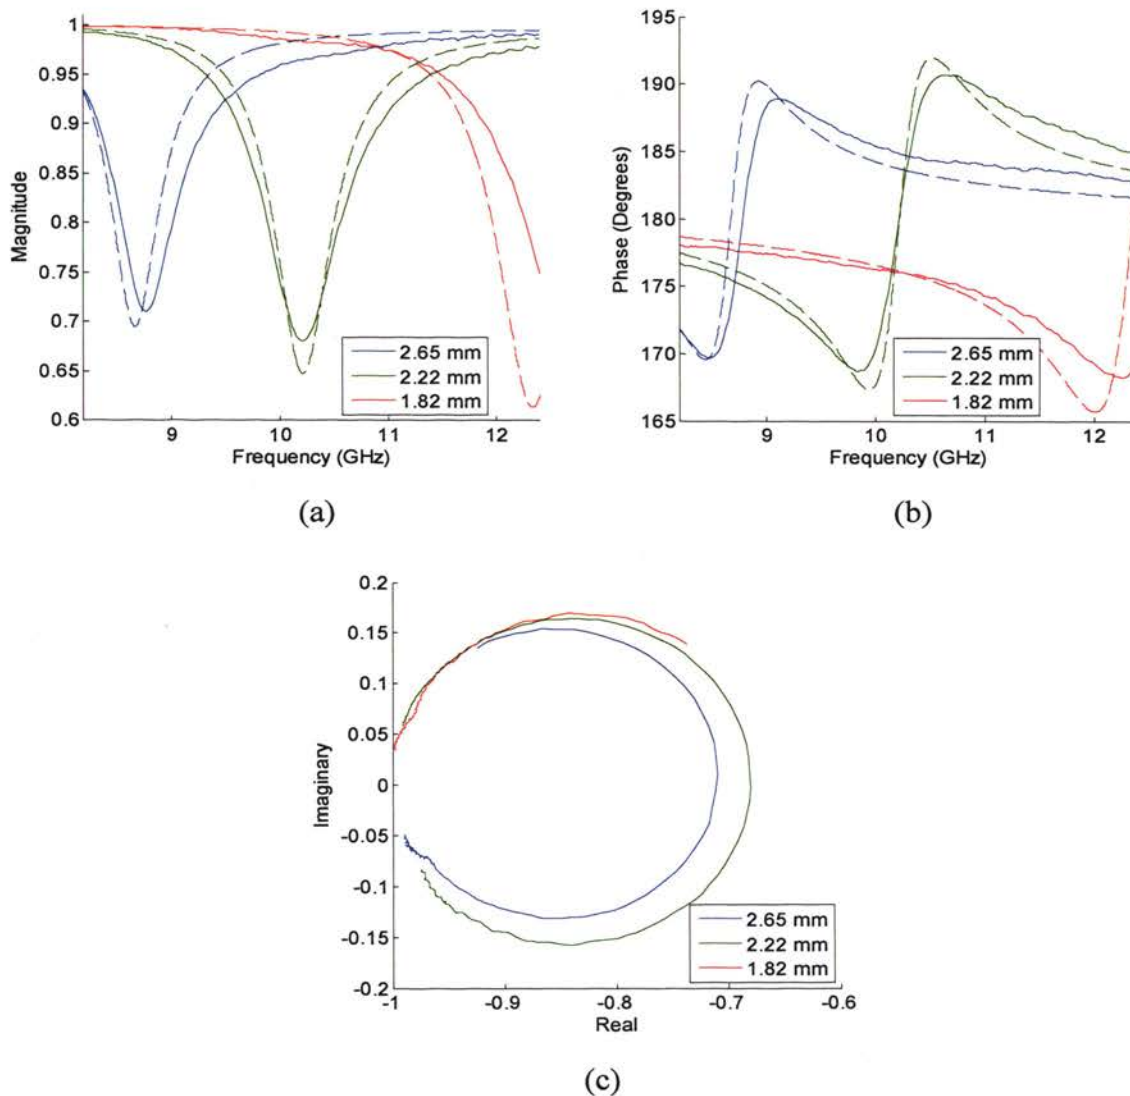 1
0.95
0.9
0.85
0.8
0.75
0.7
0.65
0.6
Magnitude
9 10 11 12
Frequency (GHz)
2.65 mm
2.22 mm
1.82 mm
(a)
195
190
185
180
175
170
165
Phase (Degrees)
9 10 11 12
Frequency (GHz)
2.65 mm
2.22 mm
1.82 mm
(b)
0.2
0.15
0.1
0.05
0
-0.05
-0.1
-0.15
-0.2
Imaginary
-1 -0.9 -0.8 -0.7 -0.6
Real
2.65 mm
2.22 mm
1.82 mm
(c)